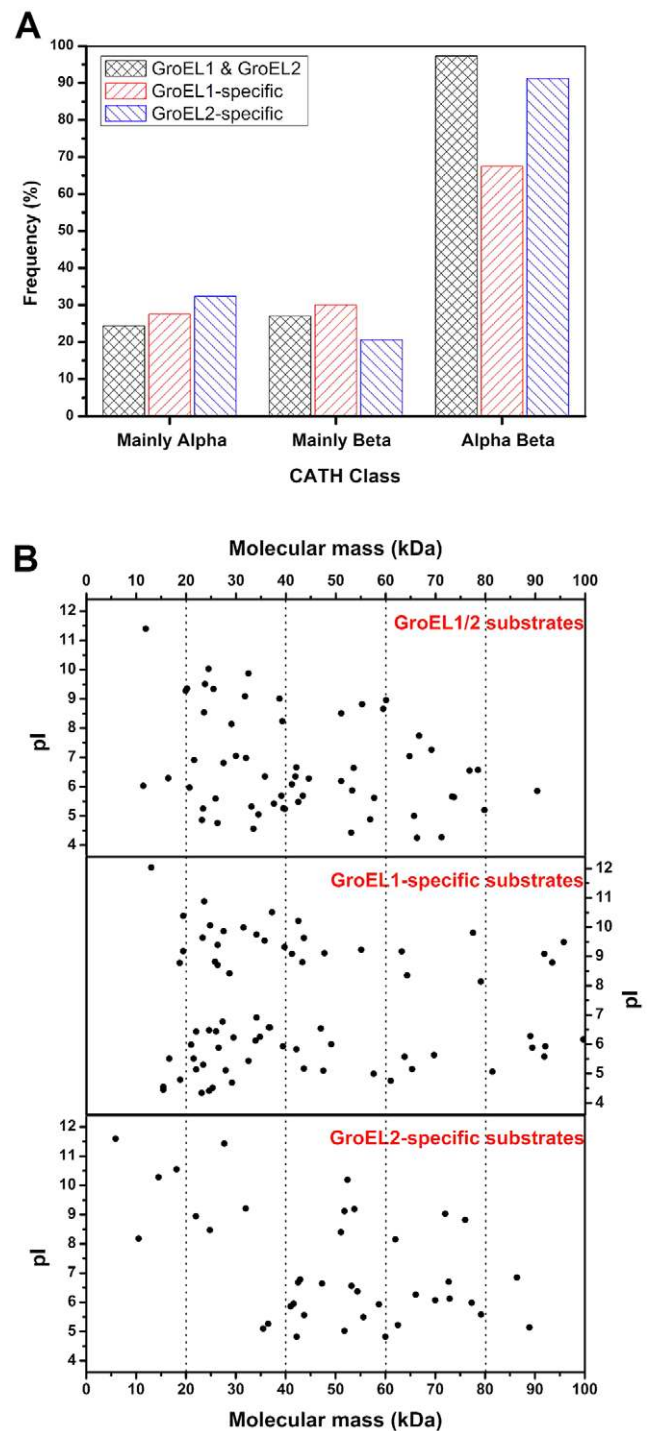 A
100
90
80
70
60
50
40
30
20
10
0
Frequency (%)
GroEL1 & GroEL2
GroEL1-specific
GroEL2-specific
Mainly Alpha Mainly Beta Alpha Beta
CATH Class
B
Molecular mass (kDa)
0 10 20 30 40 50 60 70 80 90 100
GroEL1/2 substrates
12
11
10
9
8
7
6
5
4
pI
GroEL1-specific substrates
12
11
10
9
8
7
6
5
4
pI
GroEL2-specific substrates
12
11
10
9
8
7
6
5
4
pI
0 10 20 30 40 50 60 70 80 90 100
Molecular mass (kDa)